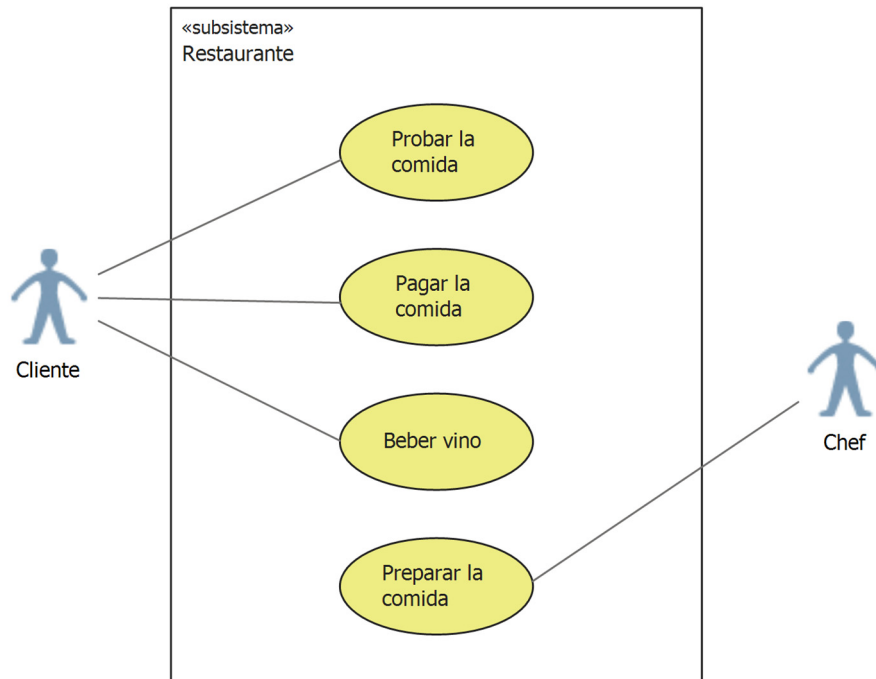 «subsistema»
Restaurante
Probar la
comida
Pagar la
comida
Cliente
Beber vino
Chef
Preparar la
comida